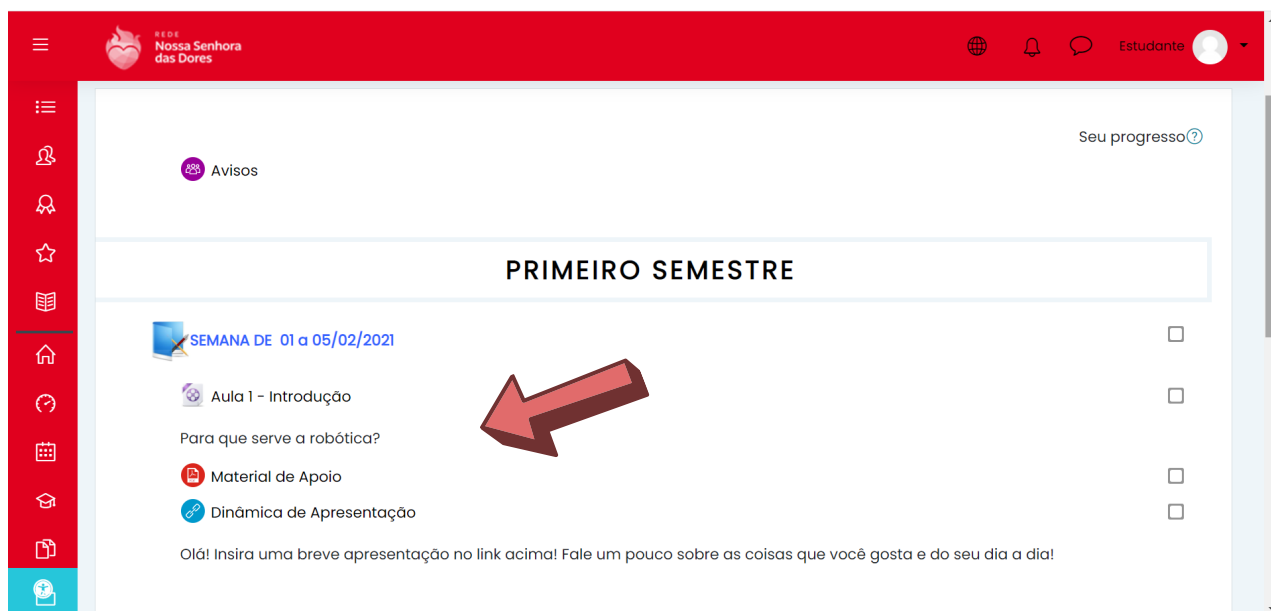 REDE
Nossa Senhora
das Dores
Estudante
Seu progresso
Avisos
PRIMEIRO SEMESTRE
SEMANA DE 01 a 05/02/2021
Aula 1 - Introdução
Para que serve a robótica?
Material de Apoio
Dinâmica de Apresentação
Olá! Insira uma breve apresentação no link acima! Fale um pouco sobre as coisas que você gosta e do seu dia a dia!